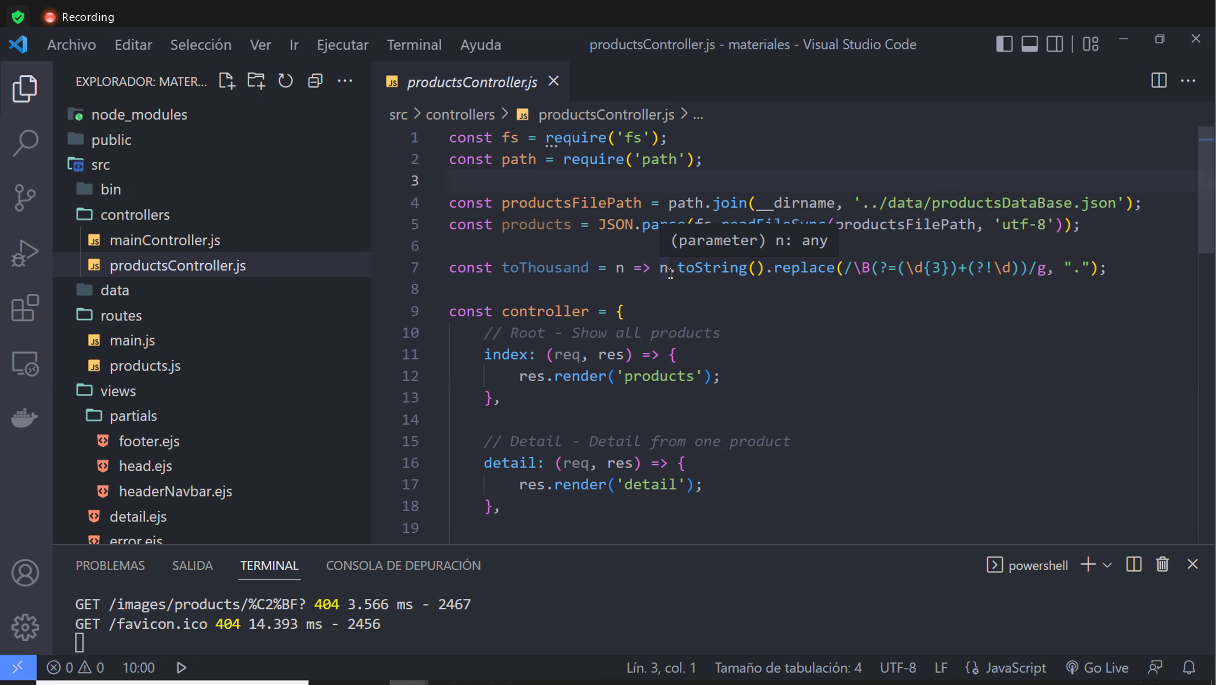 Recording
Archivo Editar Selección Ver Ir Ejecutar Terminal Ayuda productsController.js - materiales - Visual Studio Code
EXPLORADOR: MATER...
node_modules
public
src
bin
controllers
JS mainController.js
JS productsController.js
data
routes
JS main.js
JS products.js
views
partials
footer.ejs
head.ejs
headerNavbar.ejs
detail.ejs
error.ejs
JS productsController.js
src > controllers > JS productsController.js > ...
1 const fs = require('fs');
2 const path = require('path');
3
4 const productsFilePath = path.join(__dirname, '../data/productsDataBase.json');
5 const products = JSON.parse(fs.readFileSync(productsFilePath, 'utf-8'));
(parameter) n: any
6
7 const toThousand = n => n.toString().replace(/\B(?=(\d{3})+(?!\d))/g, ".");
8
9 const controller = {
10 // Root - Show all products
11 index: (req, res) => {
12 res.render('products');
13 },
14
15 // Detail - Detail from one product
16 detail: (req, res) => {
17 res.render('detail');
18 },
19
PROBLEMAS SALIDA TERMINAL CONSOLA DE DEPURACIÓN powershell
GET /images/products/%C2%BF? 404 3.566 ms - 2467
GET /favicon.ico 404 14.393 ms - 2456
0 0 10:00 Lín. 3, col. 1 Tamaño de tabulación: 4 UTF-8 LF {} JavaScript Go Live